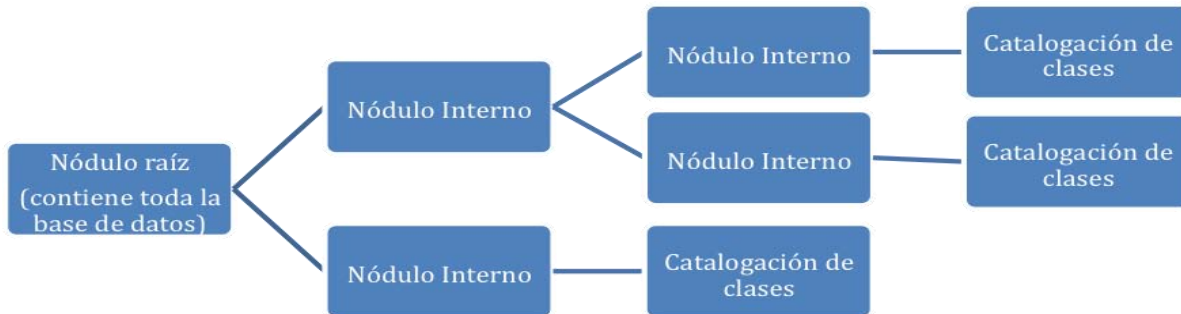 Nódulo Interno
Catalogación de
clases
Nódulo Interno
Nódulo raíz
(contiene toda la
base de datos)
Nódulo Interno
Catalogación de
clases
Nódulo Interno
Catalogación de
clases